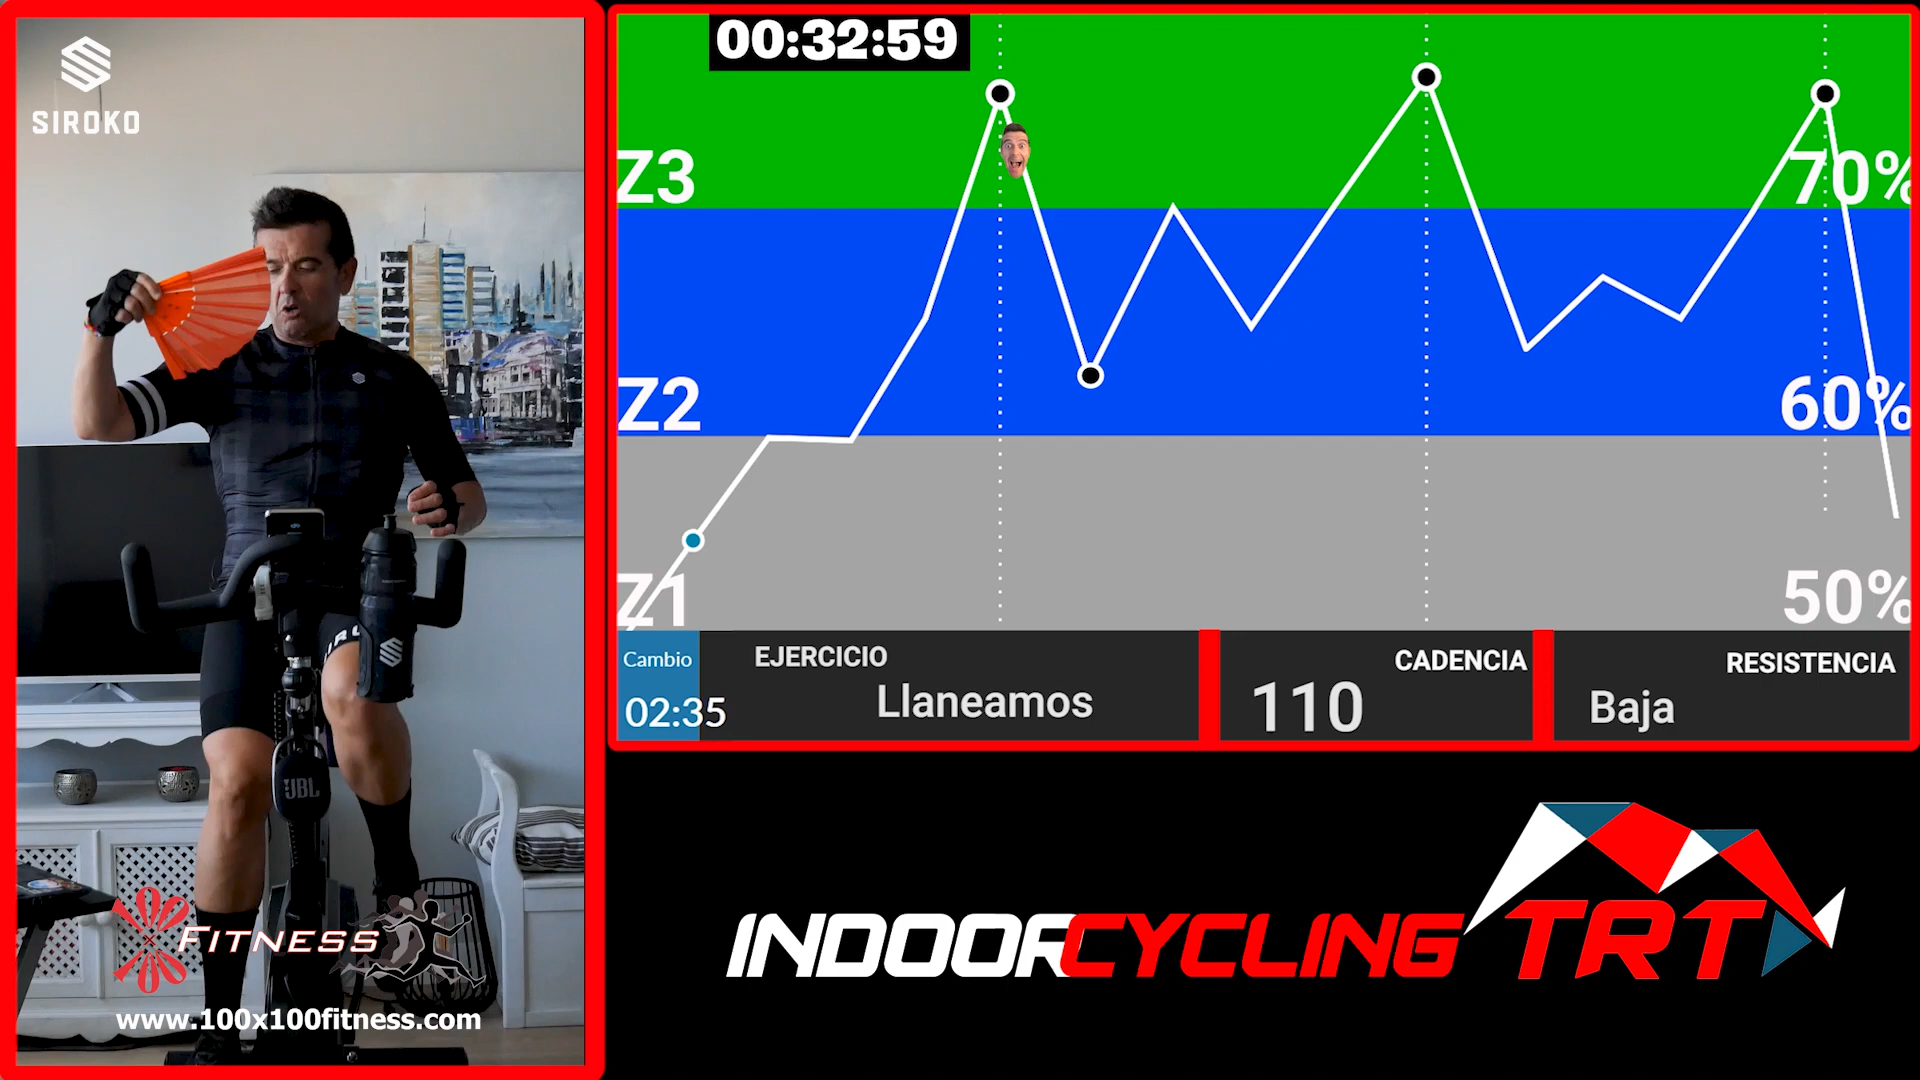 SIROKO
00:32:59
Z3
70%
Z2
60%
Z1
50%
Cambio
02:35
EJERCICIO
Llaneamos
CADENCIA
110
RESISTENCIA
Baja
JBL
FITNESS
www.100x100fitness.com
INDOORCYCLING TRT